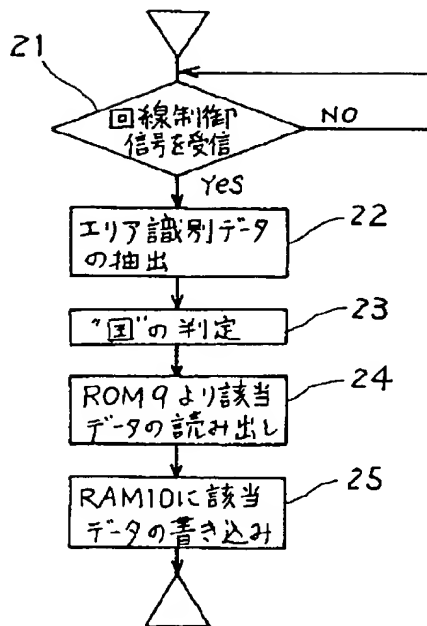 21
回線制御
信号を受信
NO
Yes
エリア識別データ
の抽出
22
"国"の判定
23
ROM9より該当
データの読み出し
24
RAM10に該当
データの書き込み
25